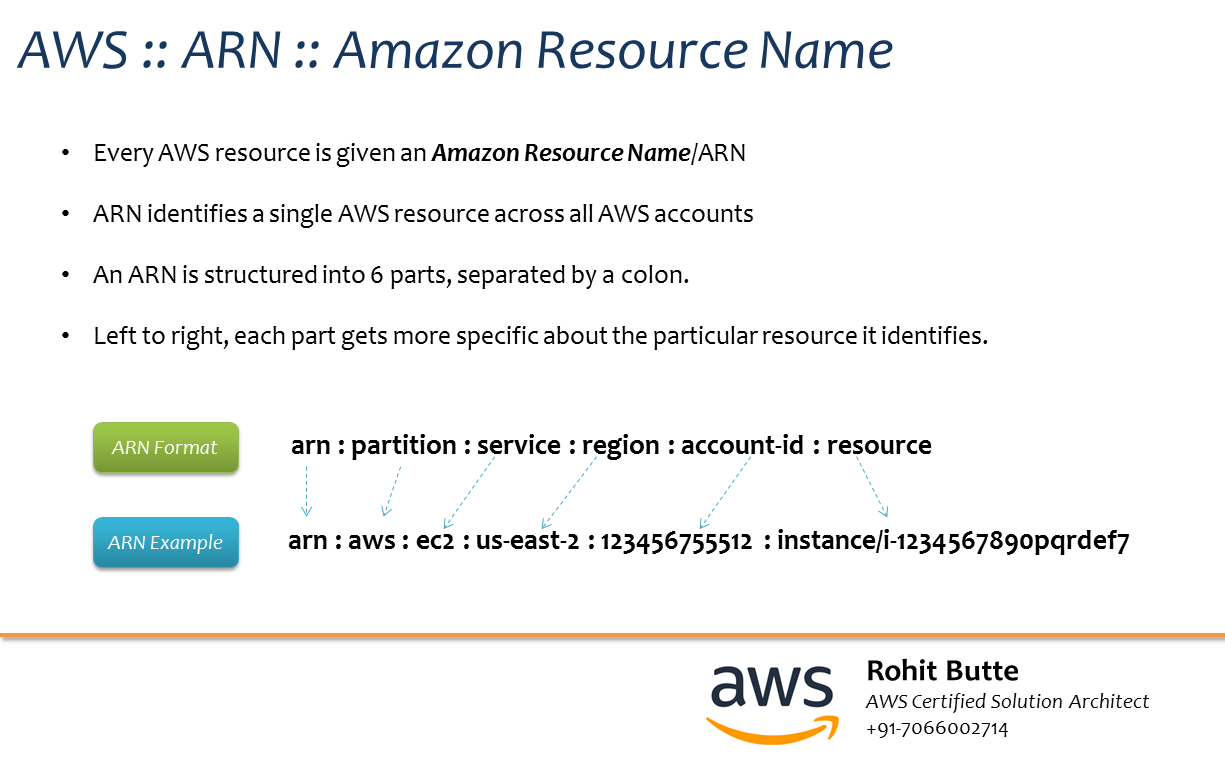 AWS :: ARN :: Amazon Resource Name
• Every AWS resource is given an Amazon Resource Name/ARN
• ARN identifies a single AWS resource across all AWS accounts
• An ARN is structured into 6 parts, separated by a colon.
• Left to right, each part gets more specific about the particular resource it identifies.
ARN Format arn : partition : service : region : account-id : resource
ARN Example arn : aws : ec2 : us-east-2 : 123456755512 : instance/i-1234567890pqrdef7
aws
Rohit Butte
AWS Certified Solution Architect
+91-7066002714